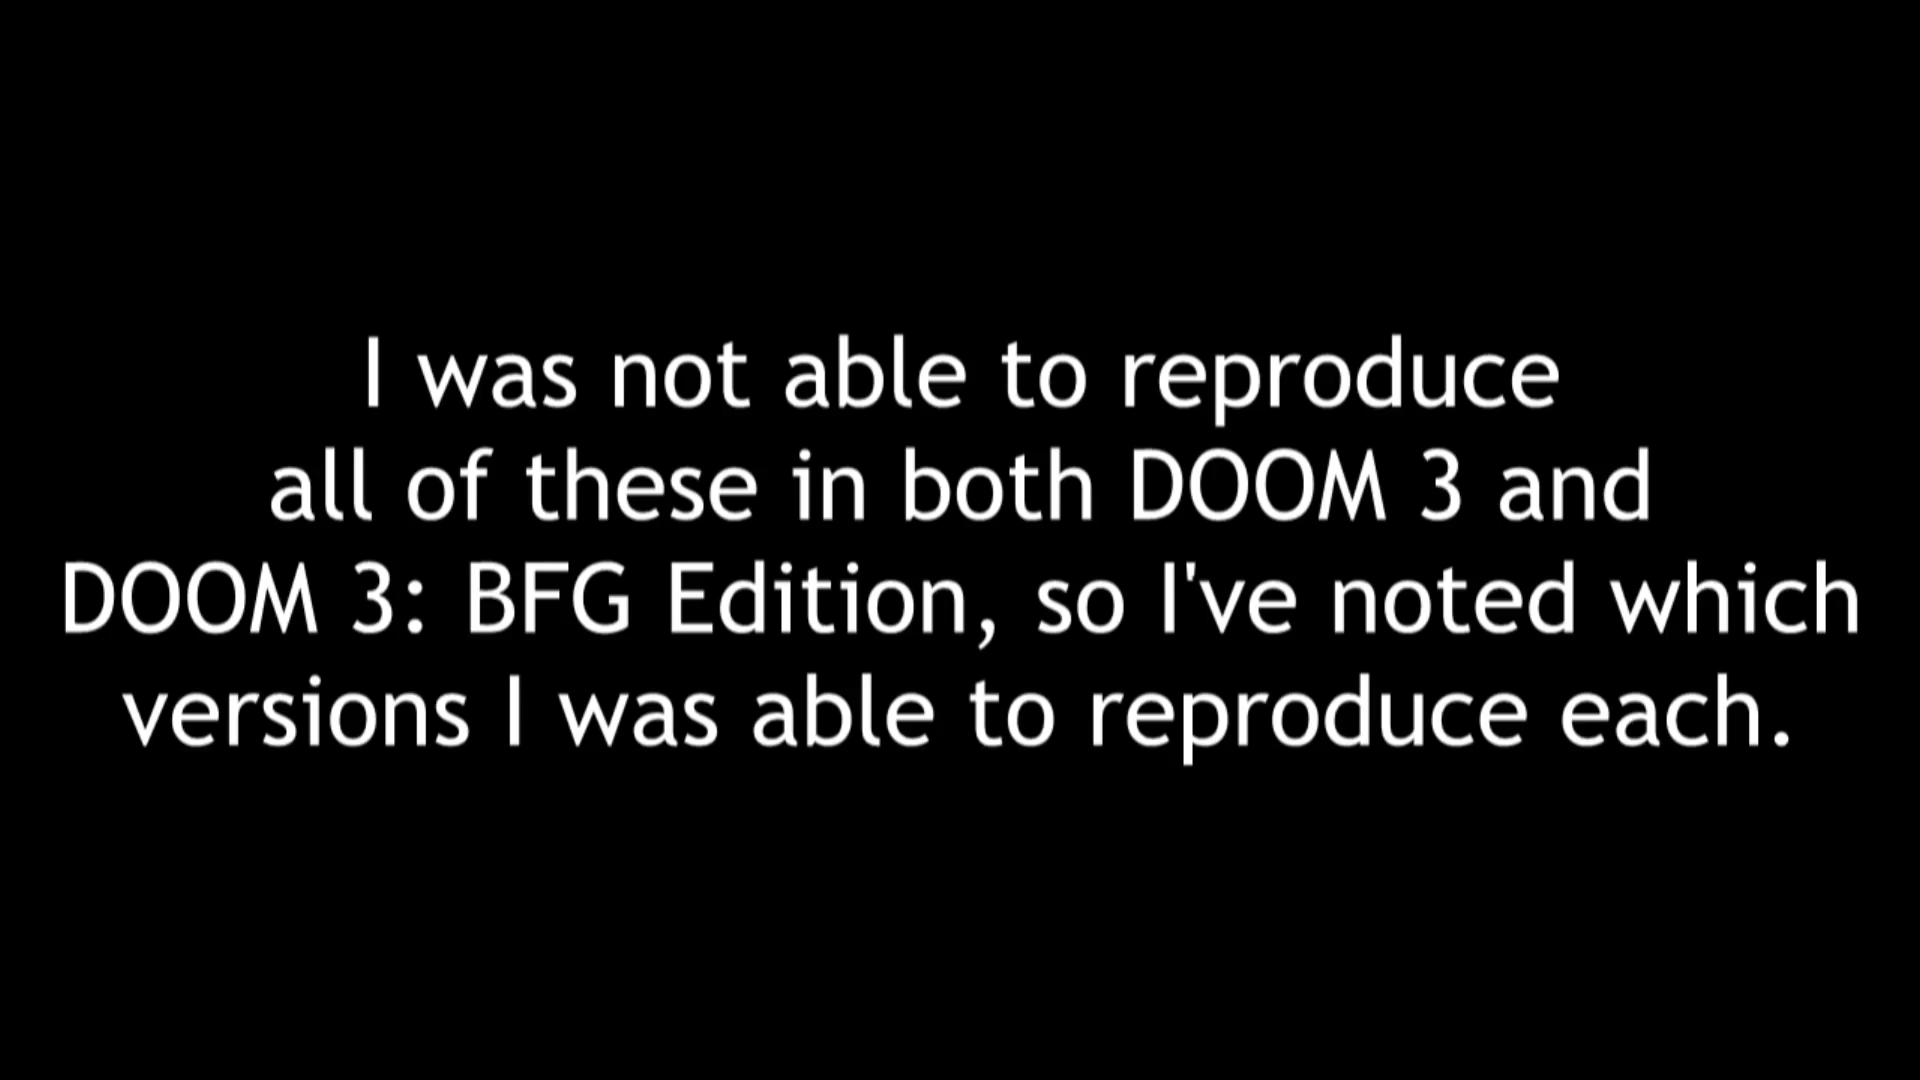 I was not able to reproduce
all of these in both DOOM 3 and
DOOM 3: BFG Edition, so I've noted which
versions I was able to reproduce each.